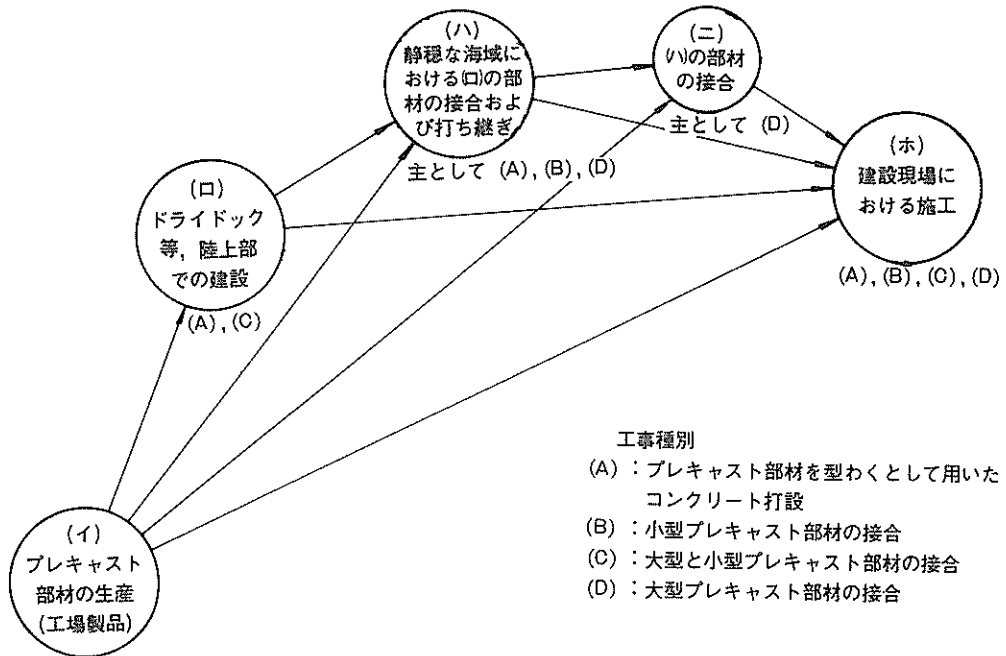 (ハ)
静穏な海域に
おける(ロ)の部
材の接合およ
び打ち継ぎ
主として (A), (B), (D)
(ニ)
(ハ)の部材
の接合
主として (D)
(ホ)
建設現場に
おける施工
(A), (B), (C), (D)
(ロ)
ドライドック
等, 陸上部
での建設
(A), (C)
(イ)
プレキャスト
部材の生産
(工場製品)
工事種別
(A) : プレキャスト部材を型わくとして用いた
コンクリート打設
(B) : 小型プレキャスト部材の接合
(C) : 大型と小型プレキャスト部材の接合
(D) : 大型プレキャスト部材の接合